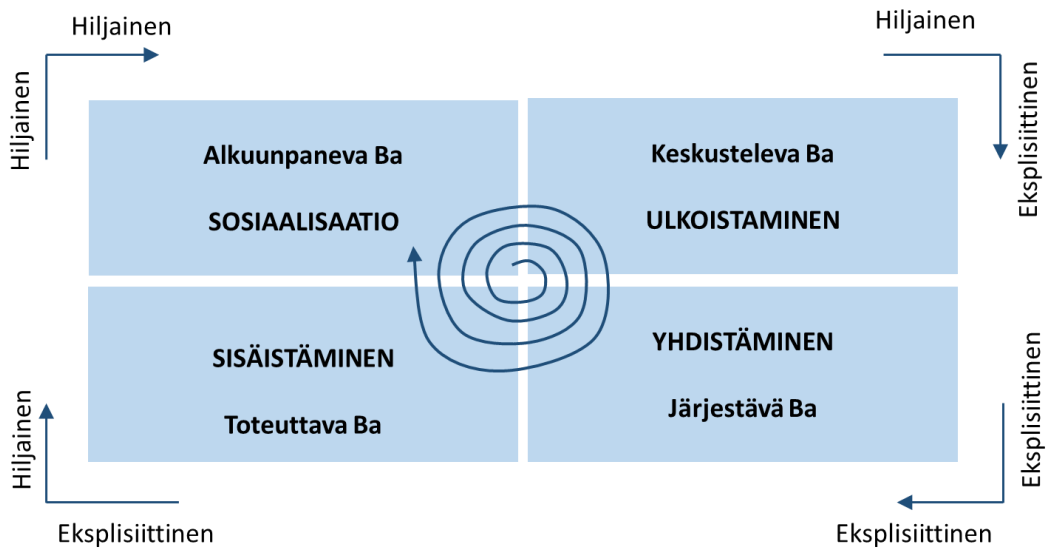 Hiljainen
Hiljainen
Hiljainen
Eksplisiittinen
Alkuunpaneva Ba
SOSIAALISAATIO
Keskusteleva Ba
ULKOISTAMINEN
SISÄISTÄMINEN
Toteuttava Ba
YHDISTÄMINEN
Järjestävä Ba
Hiljainen
Eksplisiittinen
Eksplisiittinen
Eksplisiittinen